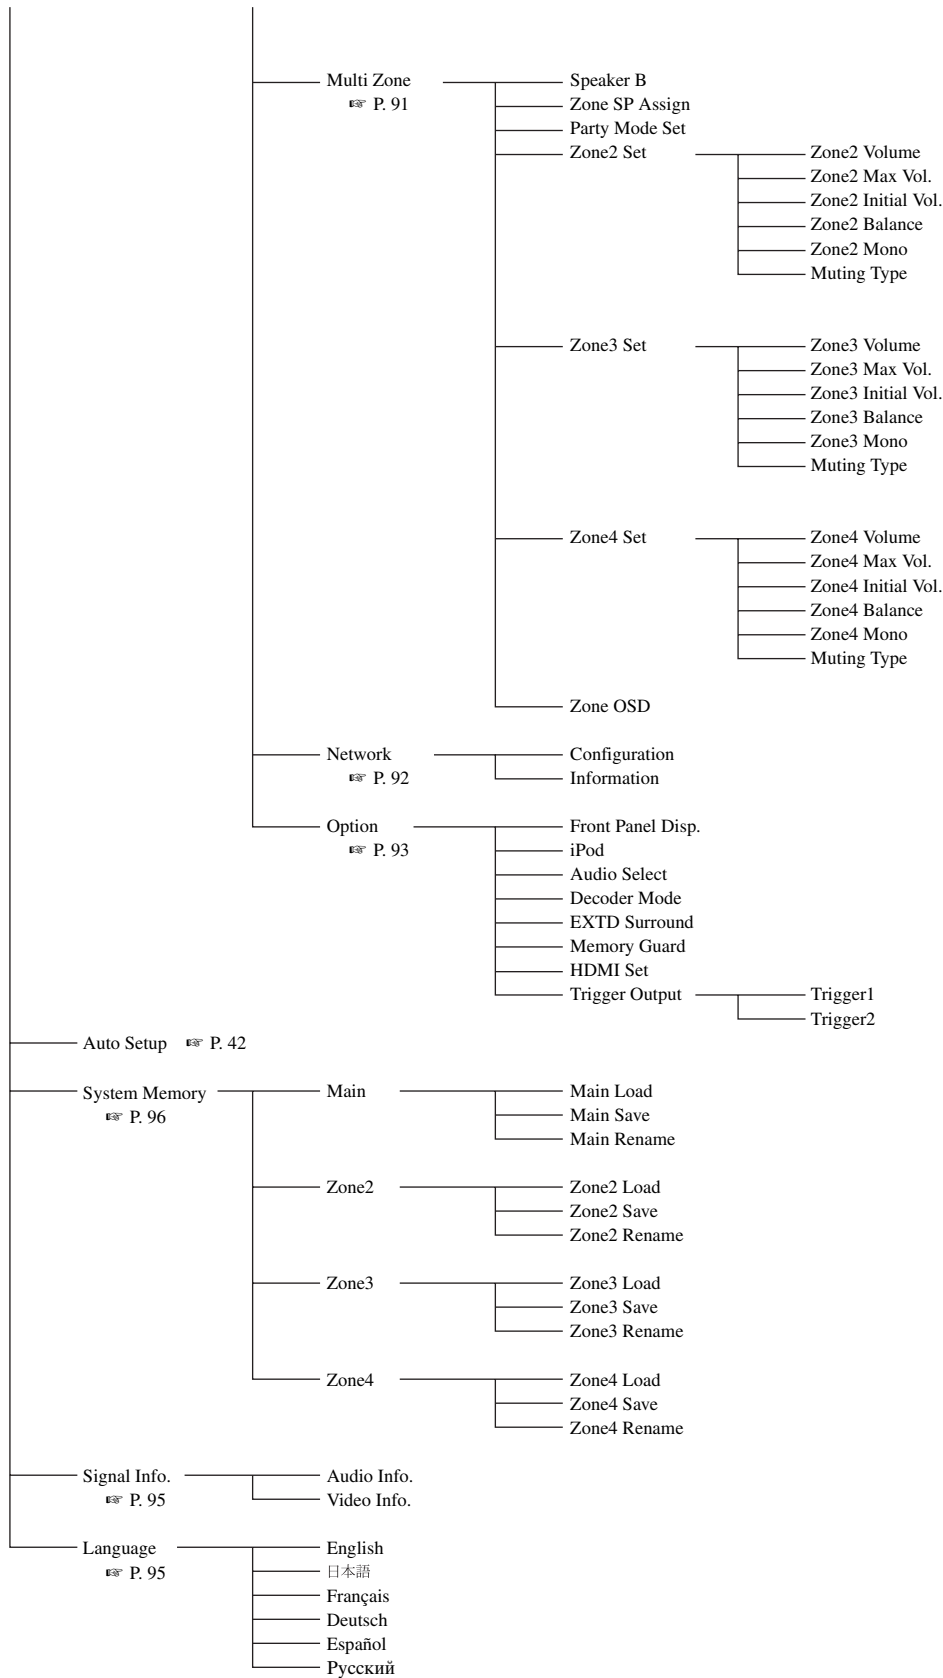 Multi Zone
☞ P. 91
Speaker B
Zone SP Assign
Party Mode Set
Zone2 Set
Zone2 Volume
Zone2 Max Vol.
Zone2 Initial Vol.
Zone2 Balance
Zone2 Mono
Muting Type
Zone3 Set
Zone3 Volume
Zone3 Max Vol.
Zone3 Initial Vol.
Zone3 Balance
Zone3 Mono
Muting Type
Zone4 Set
Zone4 Volume
Zone4 Max Vol.
Zone4 Initial Vol.
Zone4 Balance
Zone4 Mono
Muting Type
Zone OSD
Network
☞ P. 92
Configuration
Information
Option
☞ P. 93
Front Panel Disp.
iPod
Audio Select
Decoder Mode
EXTD Surround
Memory Guard
HDMI Set
Trigger Output
Trigger1
Trigger2
Auto Setup ☞ P. 42
System Memory
☞ P. 96
Main
Main Load
Main Save
Main Rename
Zone2
Zone2 Load
Zone2 Save
Zone2 Rename
Zone3
Zone3 Load
Zone3 Save
Zone3 Rename
Zone4
Zone4 Load
Zone4 Save
Zone4 Rename
Signal Info.
☞ P. 95
Audio Info.
Video Info.
Language
☞ P. 95
English
日本語
Français
Deutsch
Español
Русский